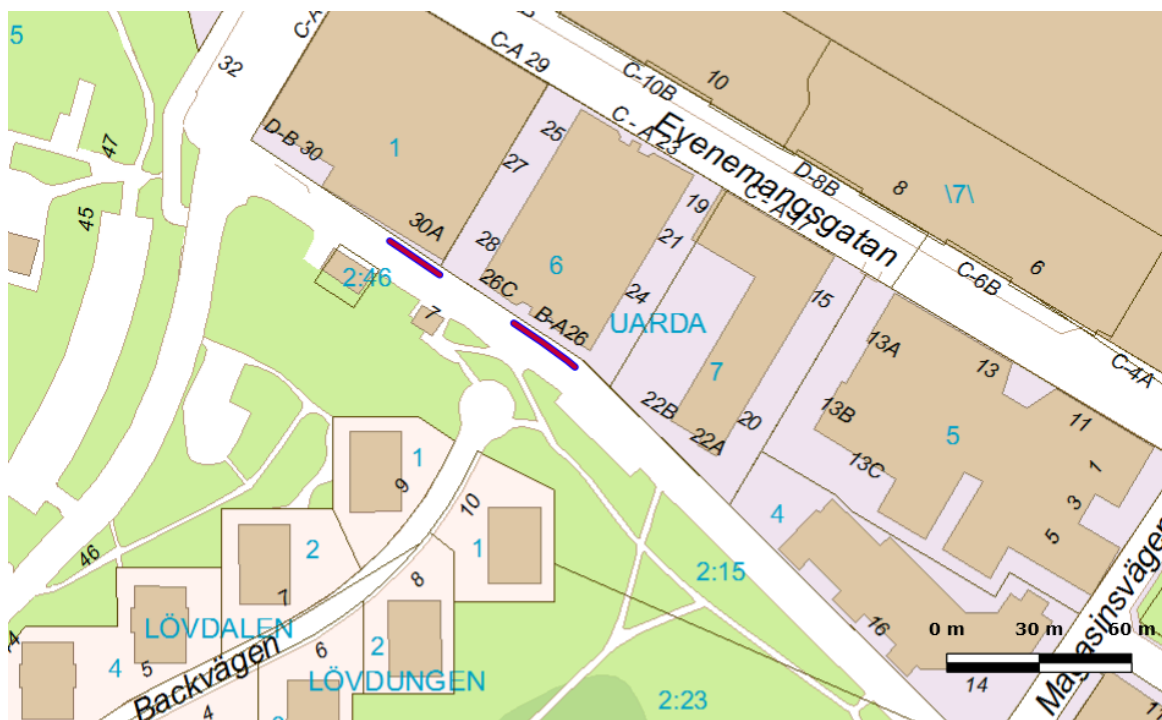 C-A 29
C-10B
10
5
32
C - A 23
Evenemangsgatan
25
D-B 30
1
27
47
D-8B
8
\7\
19
C - A 17
45
30A
28
21
6
C-6B
6
2:46
26C
24
15
7
B-A26
UARDA
13A
13
C-4A
7
22B
20
13B
11
22A
5
1
9
13C
1
10
3
4
2
1
5
46
8
2:15
7
LÖVDALEN
16
0 m 30 m 60 m
4
5
6
2
Magasinsvägen
Backvägen
LÖVDUNGEN
14
4
2:23